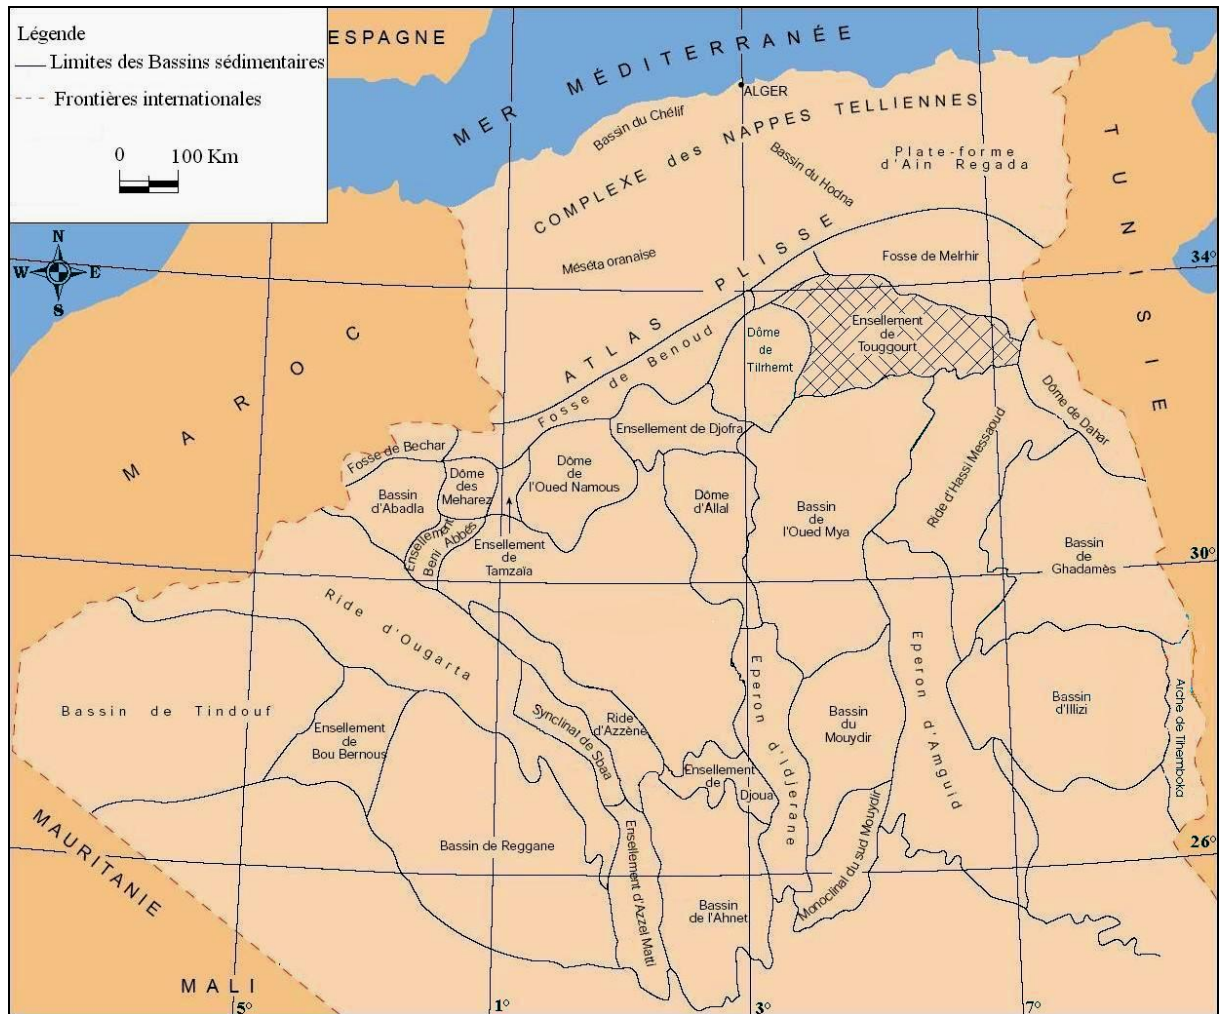 Légende
Limites des Bassins sédimentaires
Frontières internationales
0 100 Km
N
W E
S
ESPAGNE
MER MÉDITERRANÉE
ALGER
Bassin du Chélif
COMPLEXE des NAPPES TELLIENNES
Bassin du Hodna
Plate-forme
d'Ain Regada
TUNISIE
Méséta oranaise
ATLAS PLISSE
Fosse de Melrhir
34°
MAROC
Fosse de Benoud
Dôme
de
Tilrhemt
Ensellement
de
Touggourt
Dôme de Dahar
Fosse de Bechar
Ensellement de Djofra
Bassin
d'Abadla
Dôme
des
Meharez
Dôme
de
l'Oued Namous
Dôme
d'Allal
Bassin
de
l'Oued Mya
Ride d'Hassi Messaoud
Ensellement
Beni Abbés
Ensellement
de
Tamzaïa
Bassin
de
Ghadamès
30°
Ride d'Ougarta
Bassin de Tindouf
Ensellement
de
Bou Bernous
Synclinat de Sbaa
Ride
d'Azzène
Eperon d'Idjerane
Bassin
du
Mouydir
Eperon d'Amguid
Bassin
d'Illizi
Arche de Tihemboka
Ensellement
de
Djoua
Bassin de Reggane
Ensellement d'Azzel Matti
Bassin
de l'Ahnet
Monoclinal du sud Mouydir
26°
MAURITANIE
MALI
5° 1° 3° 7°